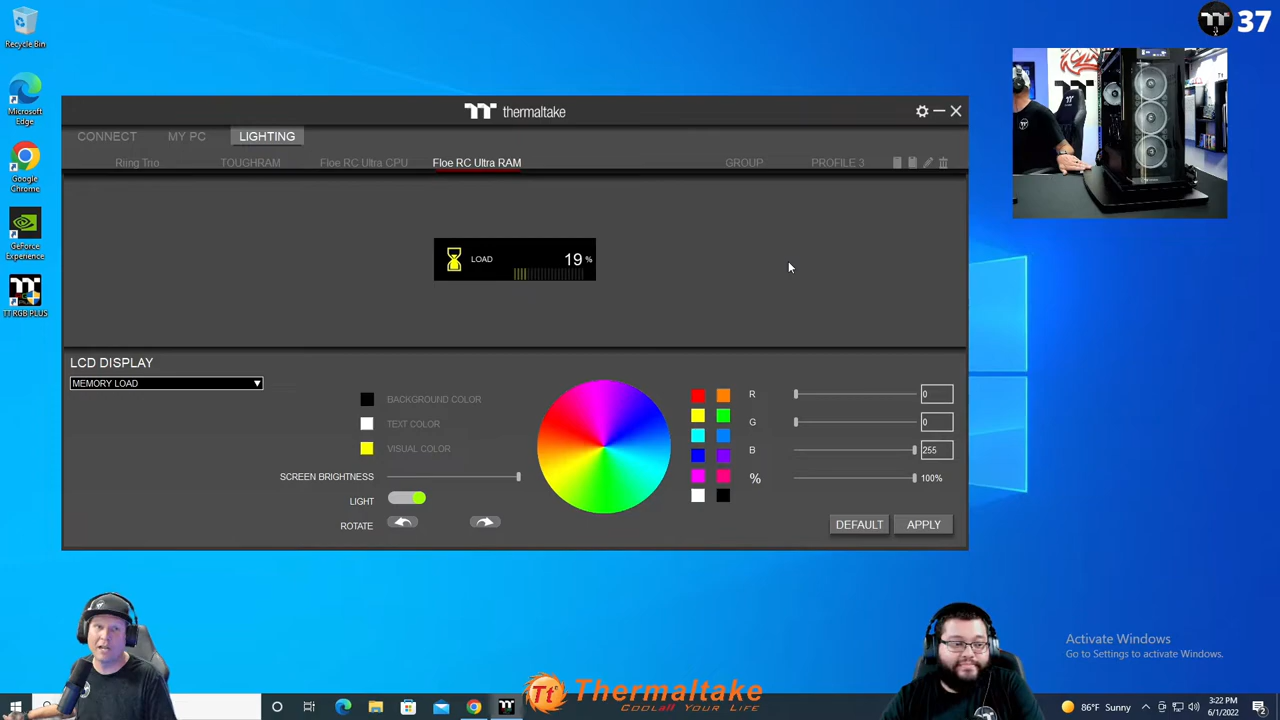 Recycle Bin
37
Microsoft
Edge
Google
Chrome
GeForce
Experience
TT RGB PLUS
thermaltake
CONNECT
MY PC
LIGHTING
Riing Trio
TOUGHRAM
Floe RC Ultra CPU
Floe RC Ultra RAM
GROUP
PROFILE 3
LOAD
19 %
LCD DISPLAY
MEMORY LOAD
BACKGROUND COLOR
TEXT COLOR
VISUAL COLOR
SCREEN BRIGHTNESS
LIGHT
ROTATE
R
0
G
0
B
255
%
100%
DEFAULT
APPLY
Activate Windows
Go to Settings to activate Windows.
Tt
Thermaltake
COOL all YOUR LIFE
86°F Sunny
3:22 PM
6/1/2022
2